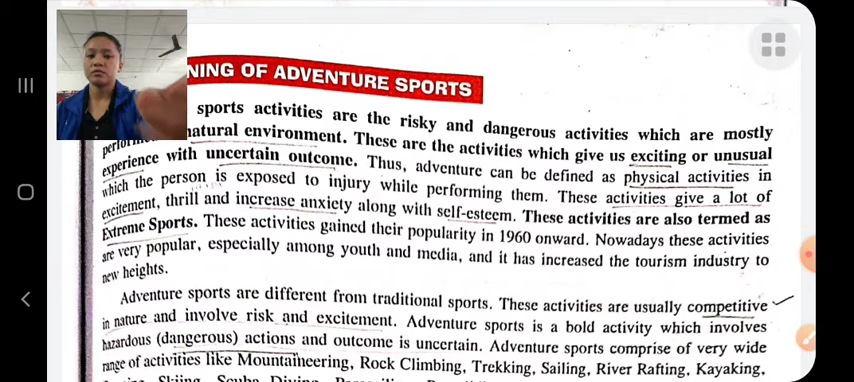 NING OF ADVENTURE SPORTS
sports activities are the risky and dangerous activities which are mostly
natural environment. These are the activities which give us exciting or unusual
experience with uncertain outcome. Thus, adventure can be defined as physical activities in
which the person is exposed to injury while performing them. These activities give a lot of
excitement, thrill and increase anxiety along with self-esteem. These activities are also termed as
Extreme Sports. These activities gained their popularity in 1960 onward. Nowadays these activities
are very popular, especially among youth and media, and it has increased the tourism industry to
new heights.
Adventure sports are different from traditional sports. These activities are usually competitive
in nature and involve risk and excitement. Adventure sports is a bold activity which involves
hazardous (dangerous) actions and outcome is uncertain. Adventure sports comprise of very wide
range of activities like Mountaineering, Rock Climbing, Trekking, Sailing, River Rafting, Kayaking,
Skiing, Scuba Diving,